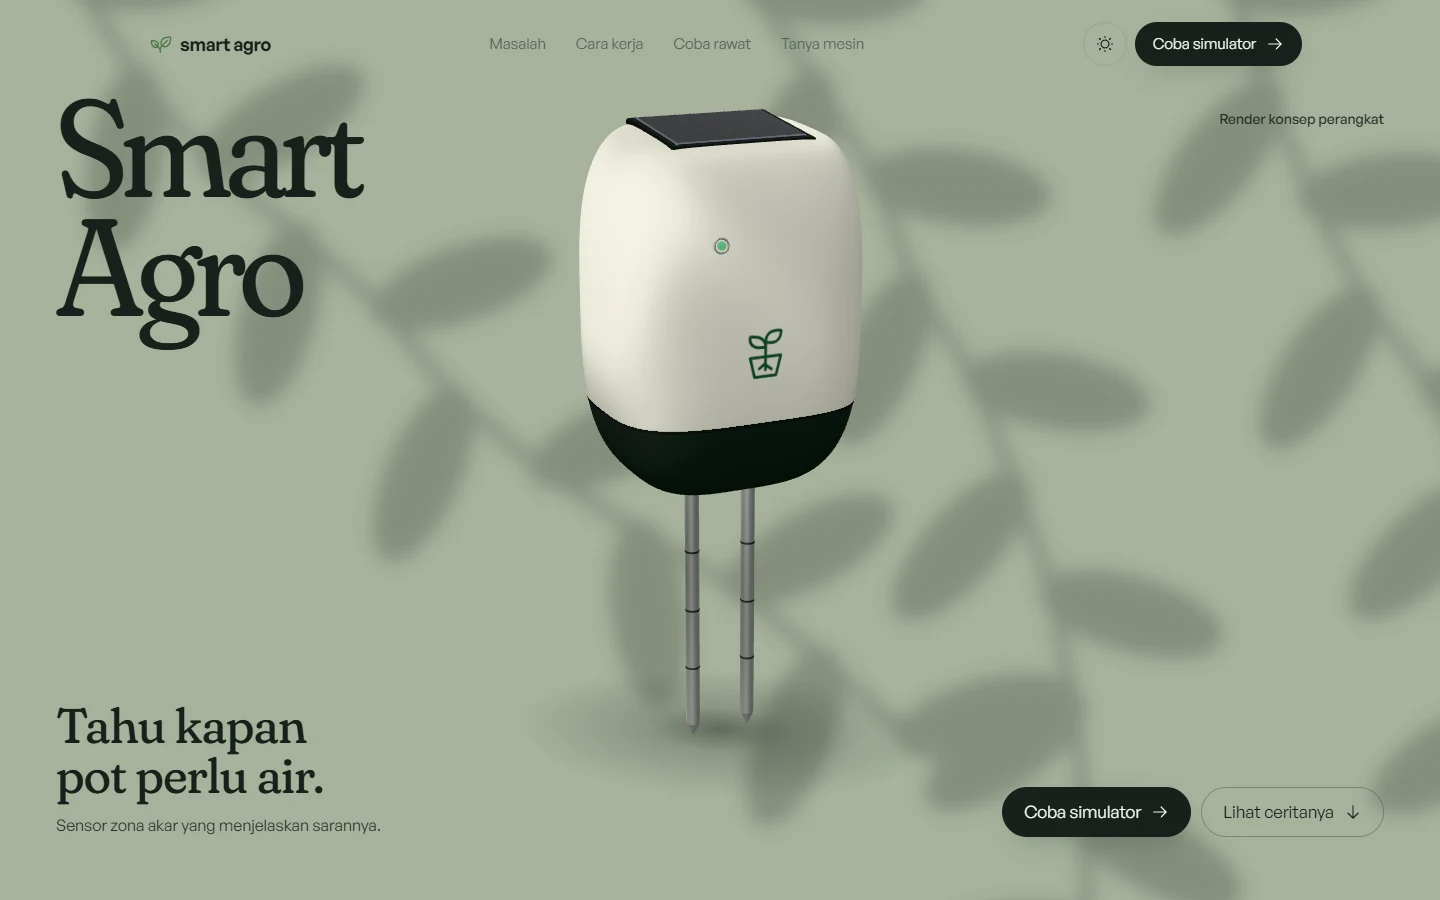 smart agro
Masalah
Cara kerja
Coba rawat
Tanya mesin
Coba simulator
Render konsep perangkat
Smart
Agro
Tahu kapan
pot perlu air.
Sensor zona akar yang menjelaskan sarannya.
Coba simulator
Lihat ceritanya